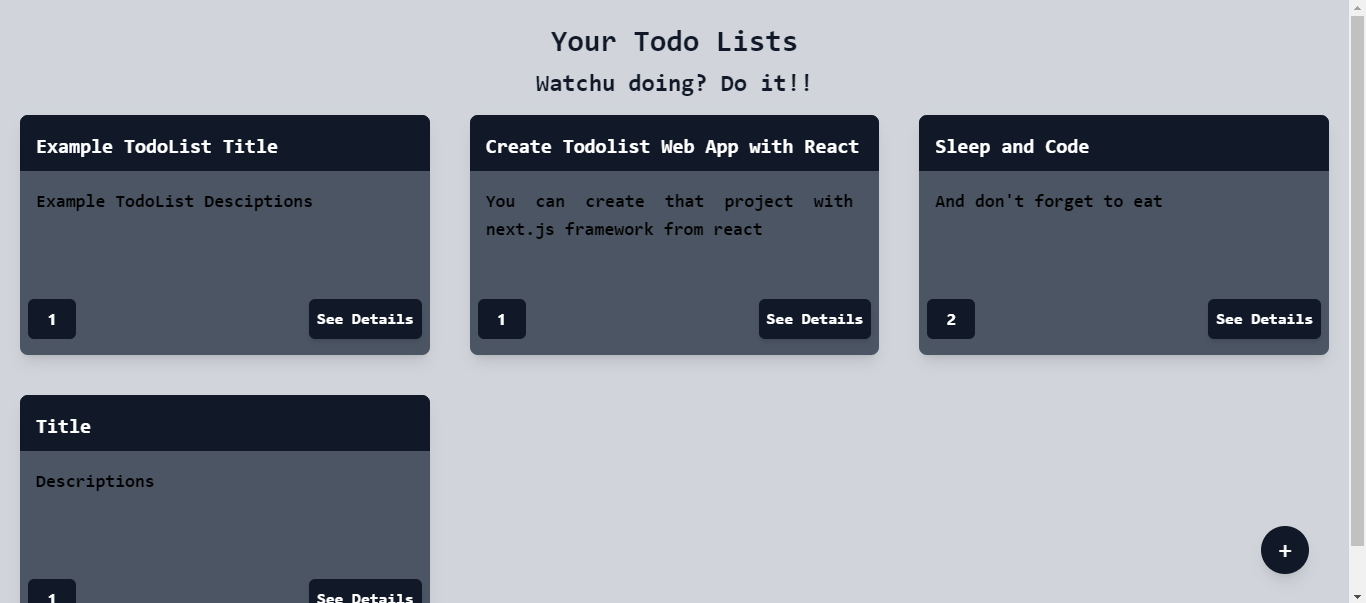 Your Todo Lists
Watchu doing? Do it!!
Example TodoList Title
Example TodoList Desciptions
1
See Details
Create Todolist Web App with React
You can create that project with
next.js framework from react
1
See Details
Sleep and Code
And don't forget to eat
2
See Details
Title
Descriptions
1
See Details
+